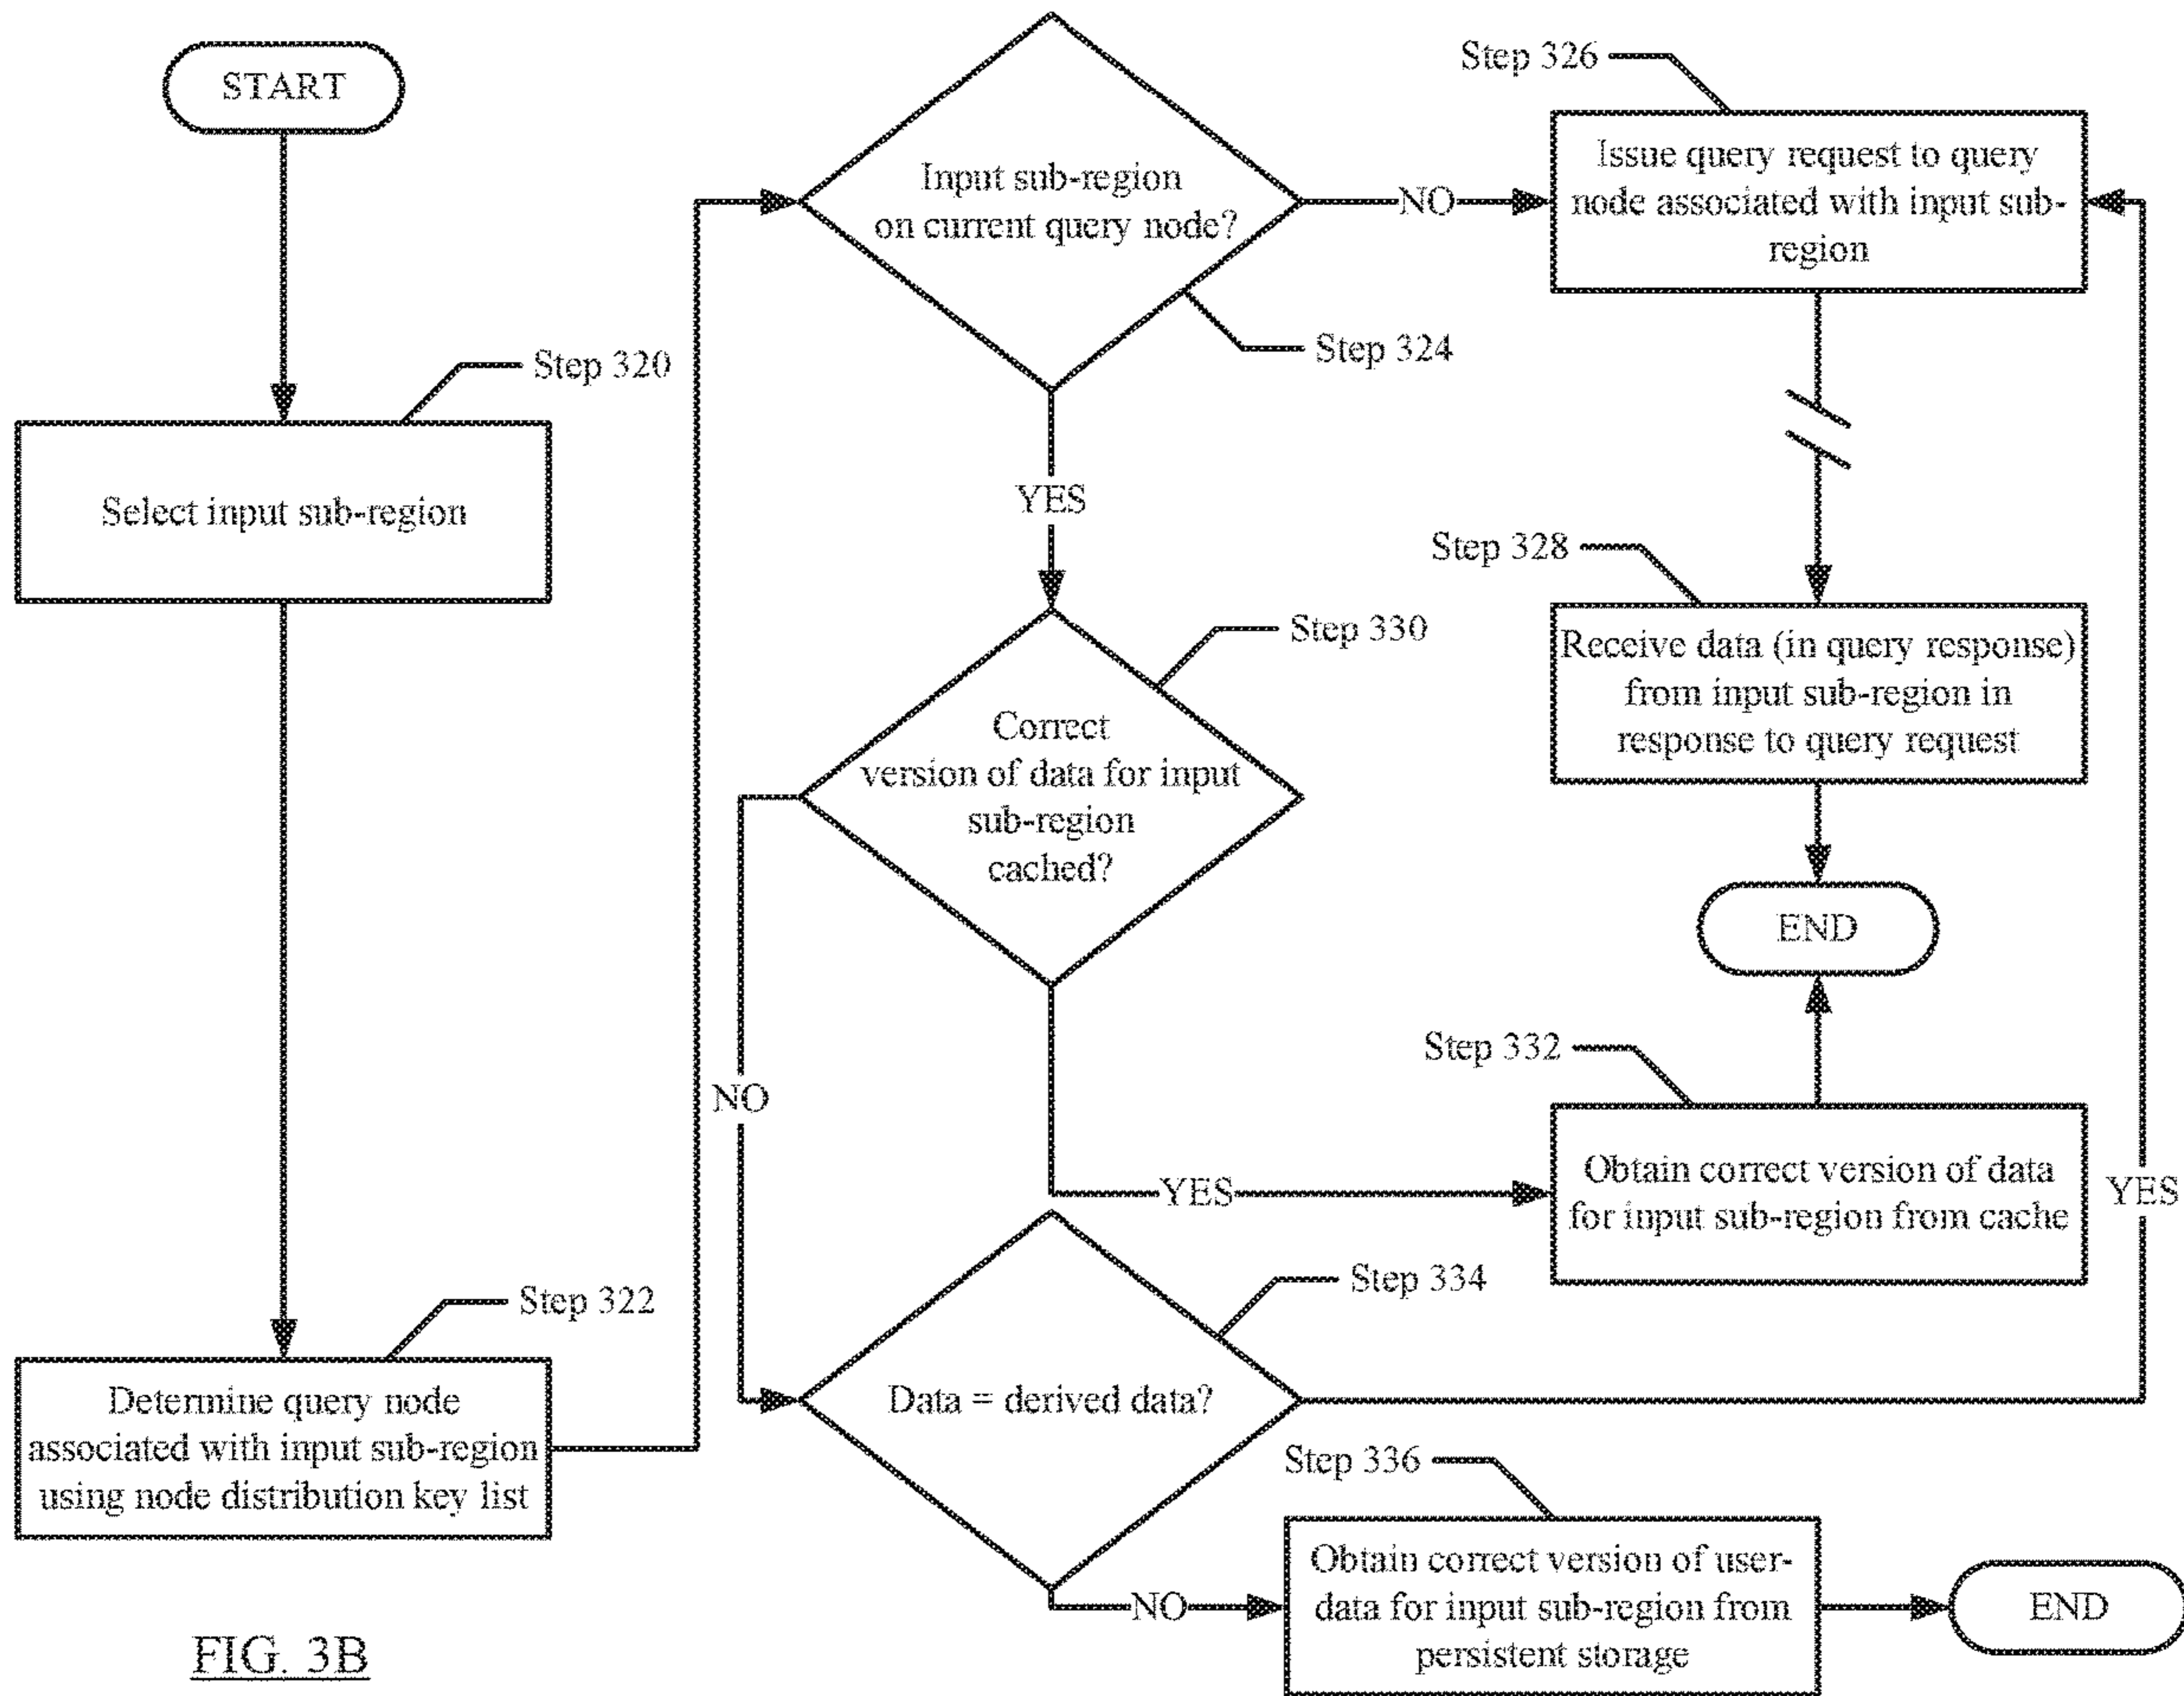 START
Step 320
Select input sub-region
Step 322
Determine query node
associated with input sub-region
using node distribution key list
Input sub-region
on current query node?
Step 324
NO
YES
Step 326
Issue query request to query
node associated with input sub-
region
Step 328
Receive data (in query response)
from input sub-region in
response to query request
END
Step 330
Correct
version of data for input
sub-region
cached?
NO
YES
Step 332
Obtain correct version of data
for input sub-region from cache
YES
Step 334
Data = derived data?
NO
Step 336
Obtain correct version of user-
data for input sub-region from
persistent storage
END
FIG. 3B